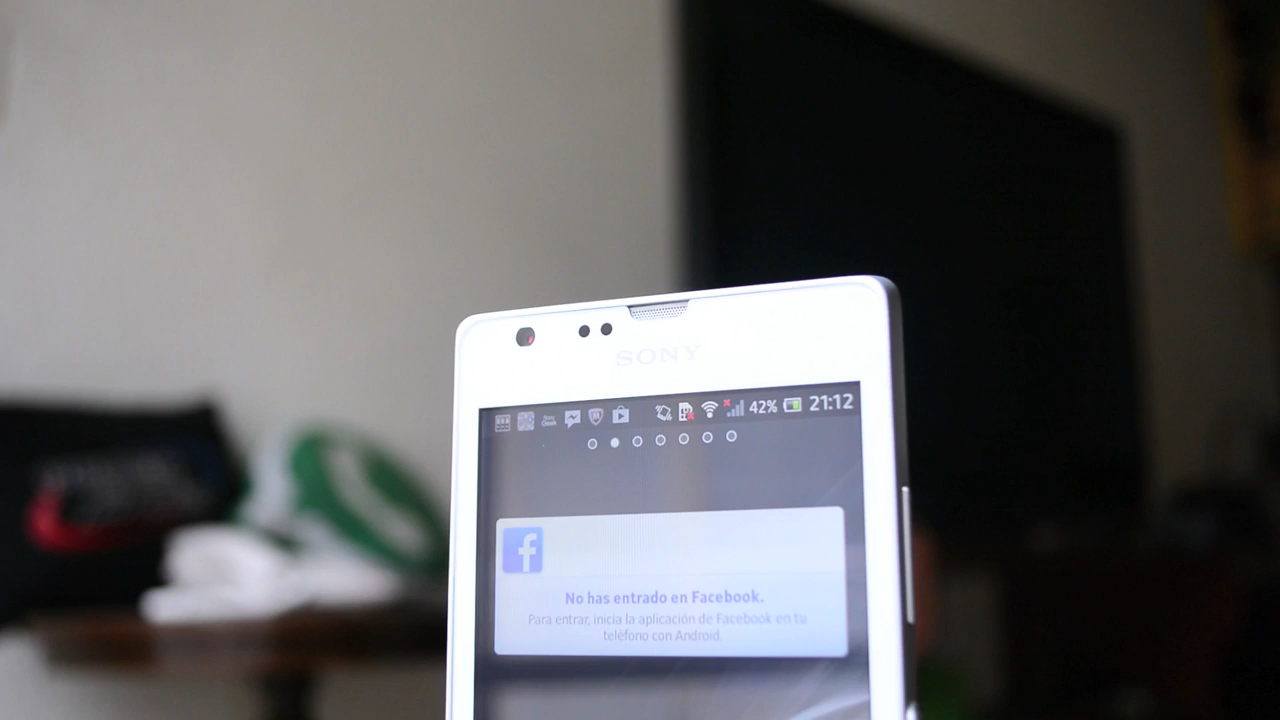 SONY
42% 21:12
f
No has entrado en Facebook.
Para entrar, inicia la aplicación de Facebook en tu
teléfono con Android.